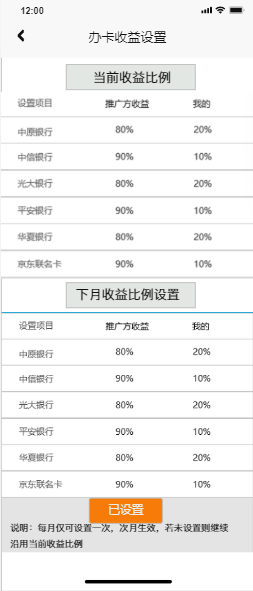 12:00
办卡收益设置
当前收益比例
设置项目 推广方收益 我的
中原银行 80% 20%
中信银行 90% 10%
光大银行 80% 20%
平安银行 90% 10%
华夏银行 80% 20%
京东联名卡 90% 10%
下月收益比例设置
设置项目 推广方收益 我的
中原银行 80% 20%
中信银行 90% 10%
光大银行 80% 20%
平安银行 90% 10%
华夏银行 80% 20%
京东联名卡 90% 10%
已设置
说明：每月仅可设置一次，次月生效，若未设置则继续
沿用当前收益比例